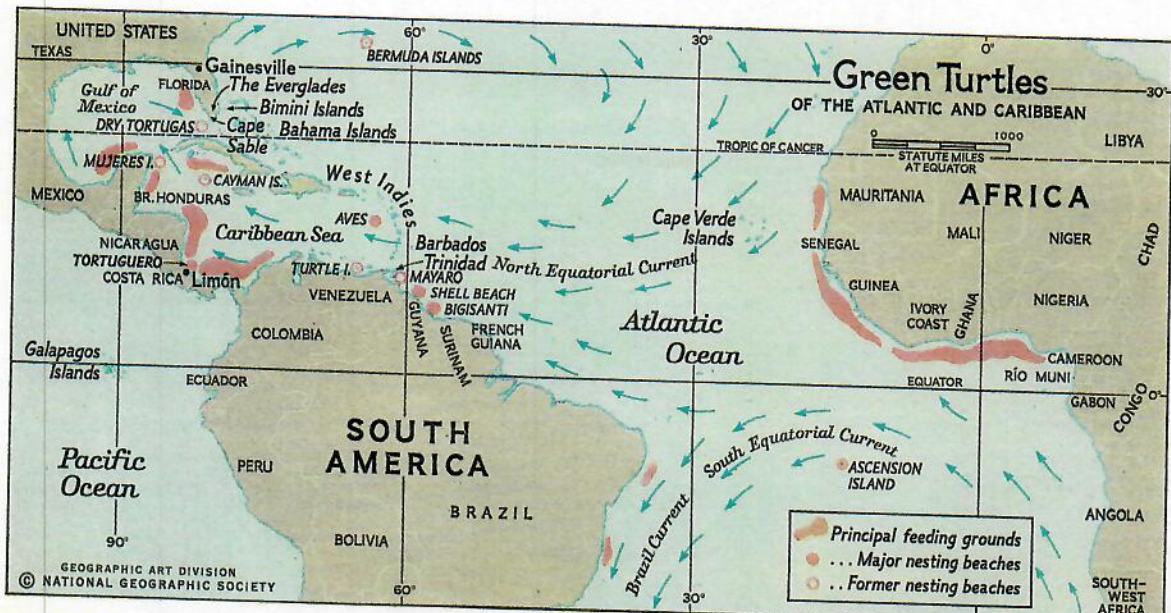 Green Turtles
OF THE ATLANTIC AND CARIBBEAN
0 1000
STATUTE MILES
AT EQUATOR
60°
30°
0°
30°
UNITED STATES
TEXAS
BERMUDA ISLANDS
Gainesville
FLORIDA
The Everglades
Gulf of
Mexico
Bimini Islands
DRY TORTUGAS
Cape
Sable
Bahama Islands
TROPIC OF CANCER
LIBYA
MUJERES I.
CAYMAN IS.
West Indies
MEXICO
BR. HONDURAS
MAURITANIA
AFRICA
AVES
Cape Verde
Islands
MALI
NIGER
CHAD
NICARAGUA
Caribbean Sea
Barbados
SENEGAL
TORTUGUERO
COSTA RICA
Limón
TURTLE I.
Trinidad
North Equatorial Current
MAYARO
VENEZUELA
SHELL BEACH
BIGISANTI
GUINEA
NIGERIA
IVORY
COAST
GHANA
COLOMBIA
GUYANA
SURINAM
FRENCH
GUIANA
Atlantic
Ocean
Galapagos
Islands
ECUADOR
EQUATOR
CAMEROON
RÍO MUNI
GABON
CONGO
0°
SOUTH
AMERICA
South Equatorial Current
ASCENSION
ISLAND
Pacific
Ocean
PERU
BRAZIL
Brazil Current
ANGOLA
BOLIVIA
90°
60°
30°
Principal feeding grounds
... Major nesting beaches
.. Former nesting beaches
SOUTH-
WEST
AFRICA
GEOGRAPHIC ART DIVISION
© NATIONAL GEOGRAPHIC SOCIETY